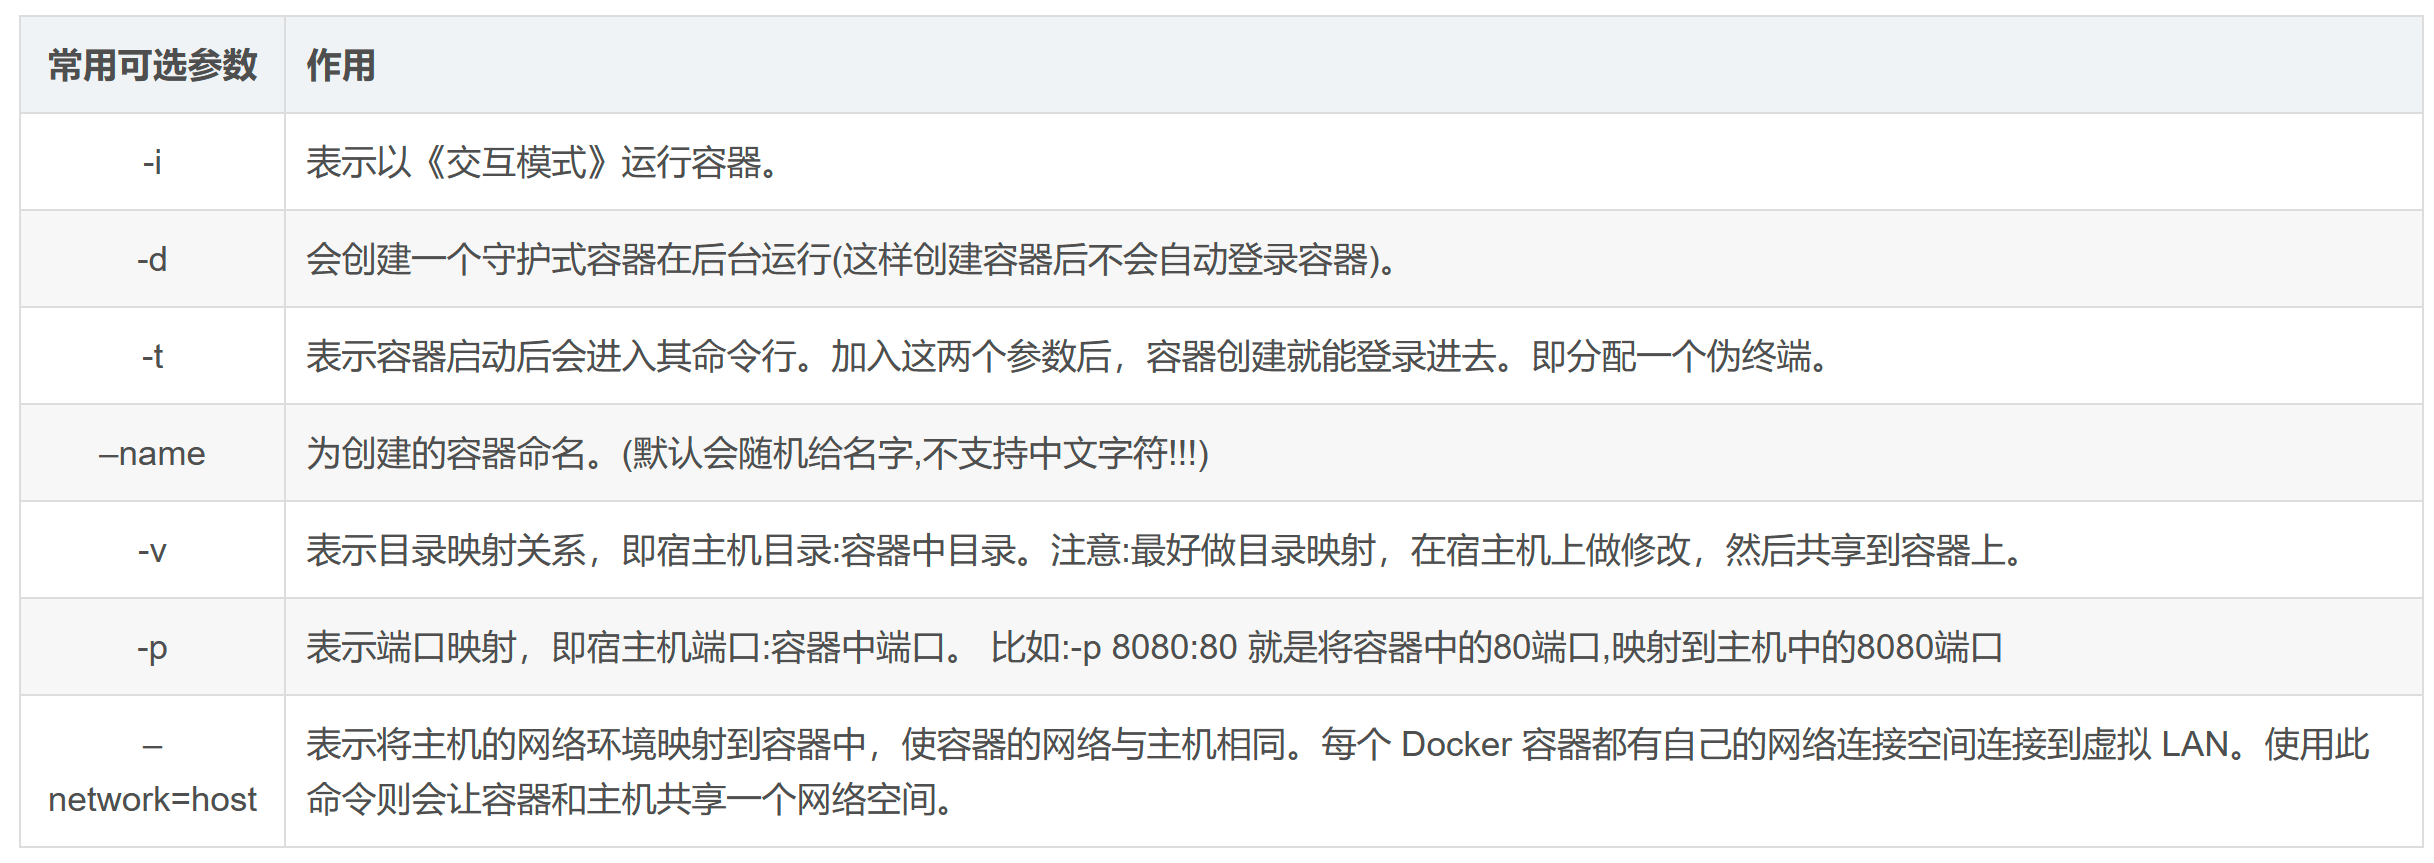 常用可选参数 作用
-i 表示以《交互模式》运行容器。
-d 会创建一个守护式容器在后台运行(这样创建容器后不会自动登录容器)。
-t 表示容器启动后会进入其命令行。加入这两个参数后，容器创建就能登录进去。即分配一个伪终端。
–name 为创建的容器命名。(默认会随机给名字,不支持中文字符!!!)
-v 表示目录映射关系，即宿主机目录:容器中目录。注意:最好做目录映射，在宿主机上做修改，然后共享到容器上。
-p 表示端口映射，即宿主机端口:容器中端口。 比如:-p 8080:80 就是将容器中的80端口,映射到主机中的8080端口
– 表示将主机的网络环境映射到容器中，使容器的网络与主机相同。每个 Docker 容器都有自己的网络连接空间连接到虚拟 LAN。使用此
network=host 命令则会让容器和主机共享一个网络空间。